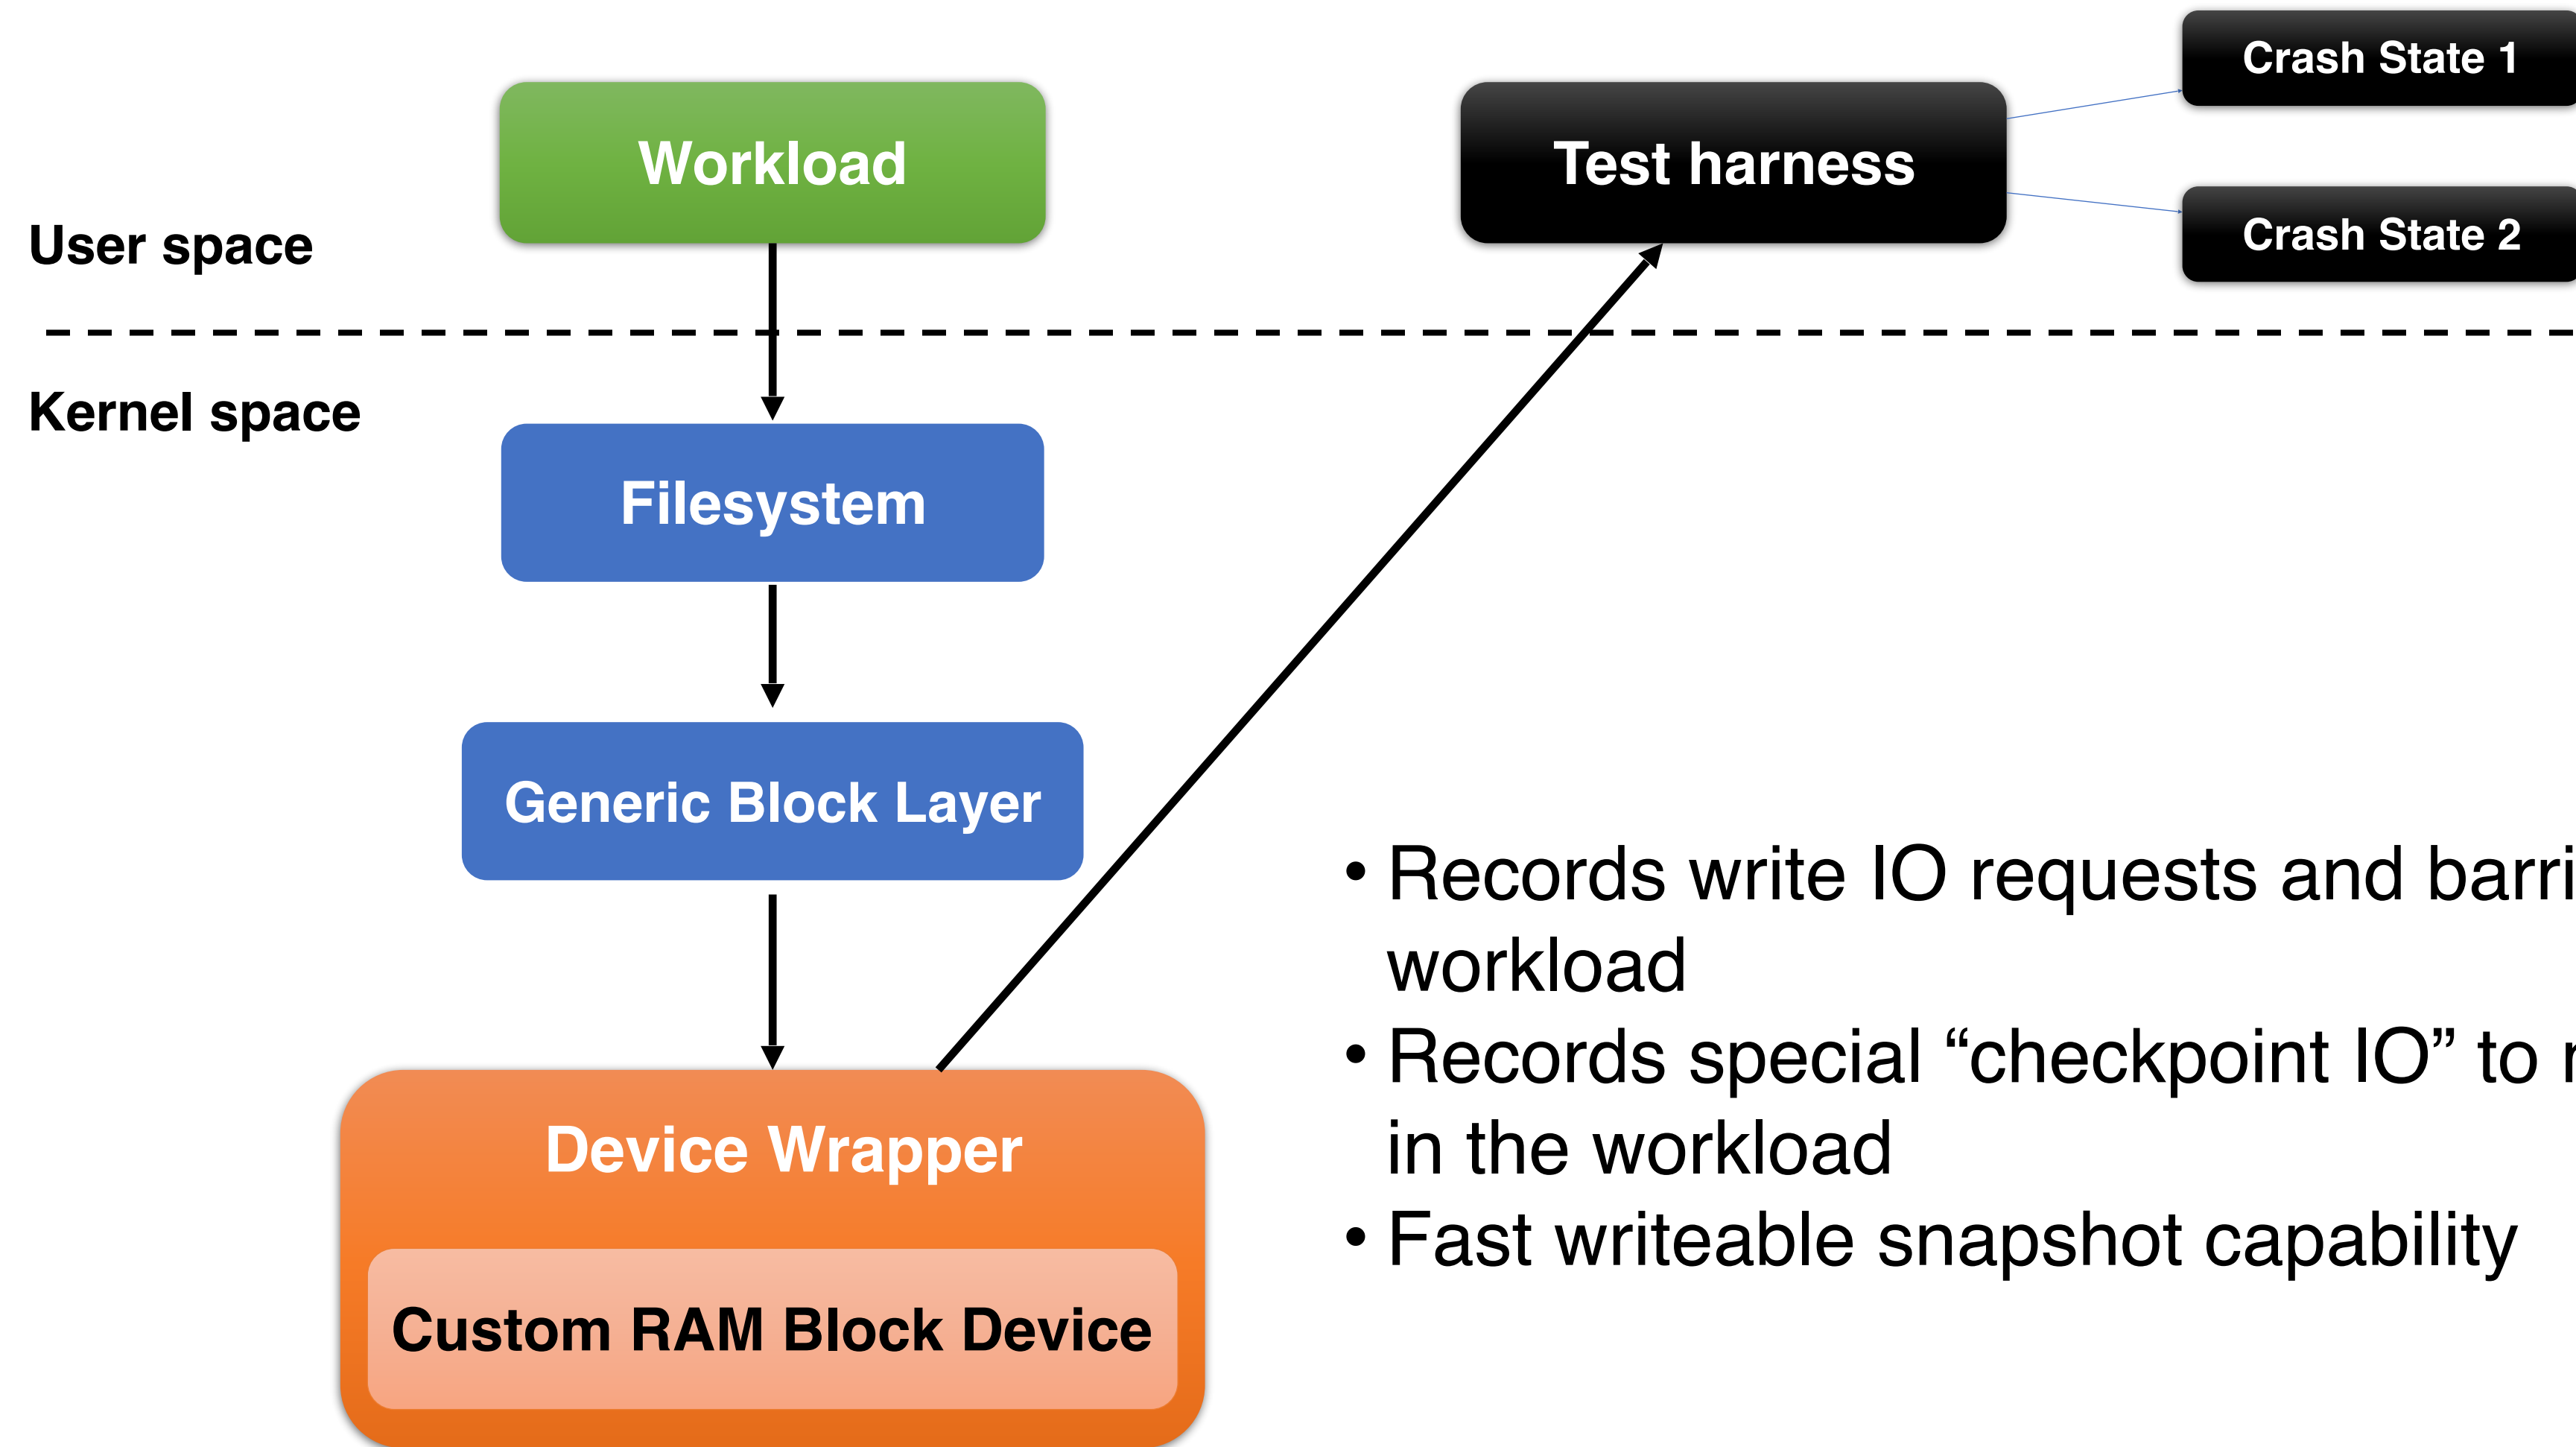 Crash State 1
Workload
Test harness
User space
Crash State 2
Kernel space
Filesystem
Generic Block Layer
• Records write IO requests and
workload
• Records special “checkpoint IO” to
in the workload
• Fast writeable snapshot capability
Device Wrapper
Custom RAM Block Device